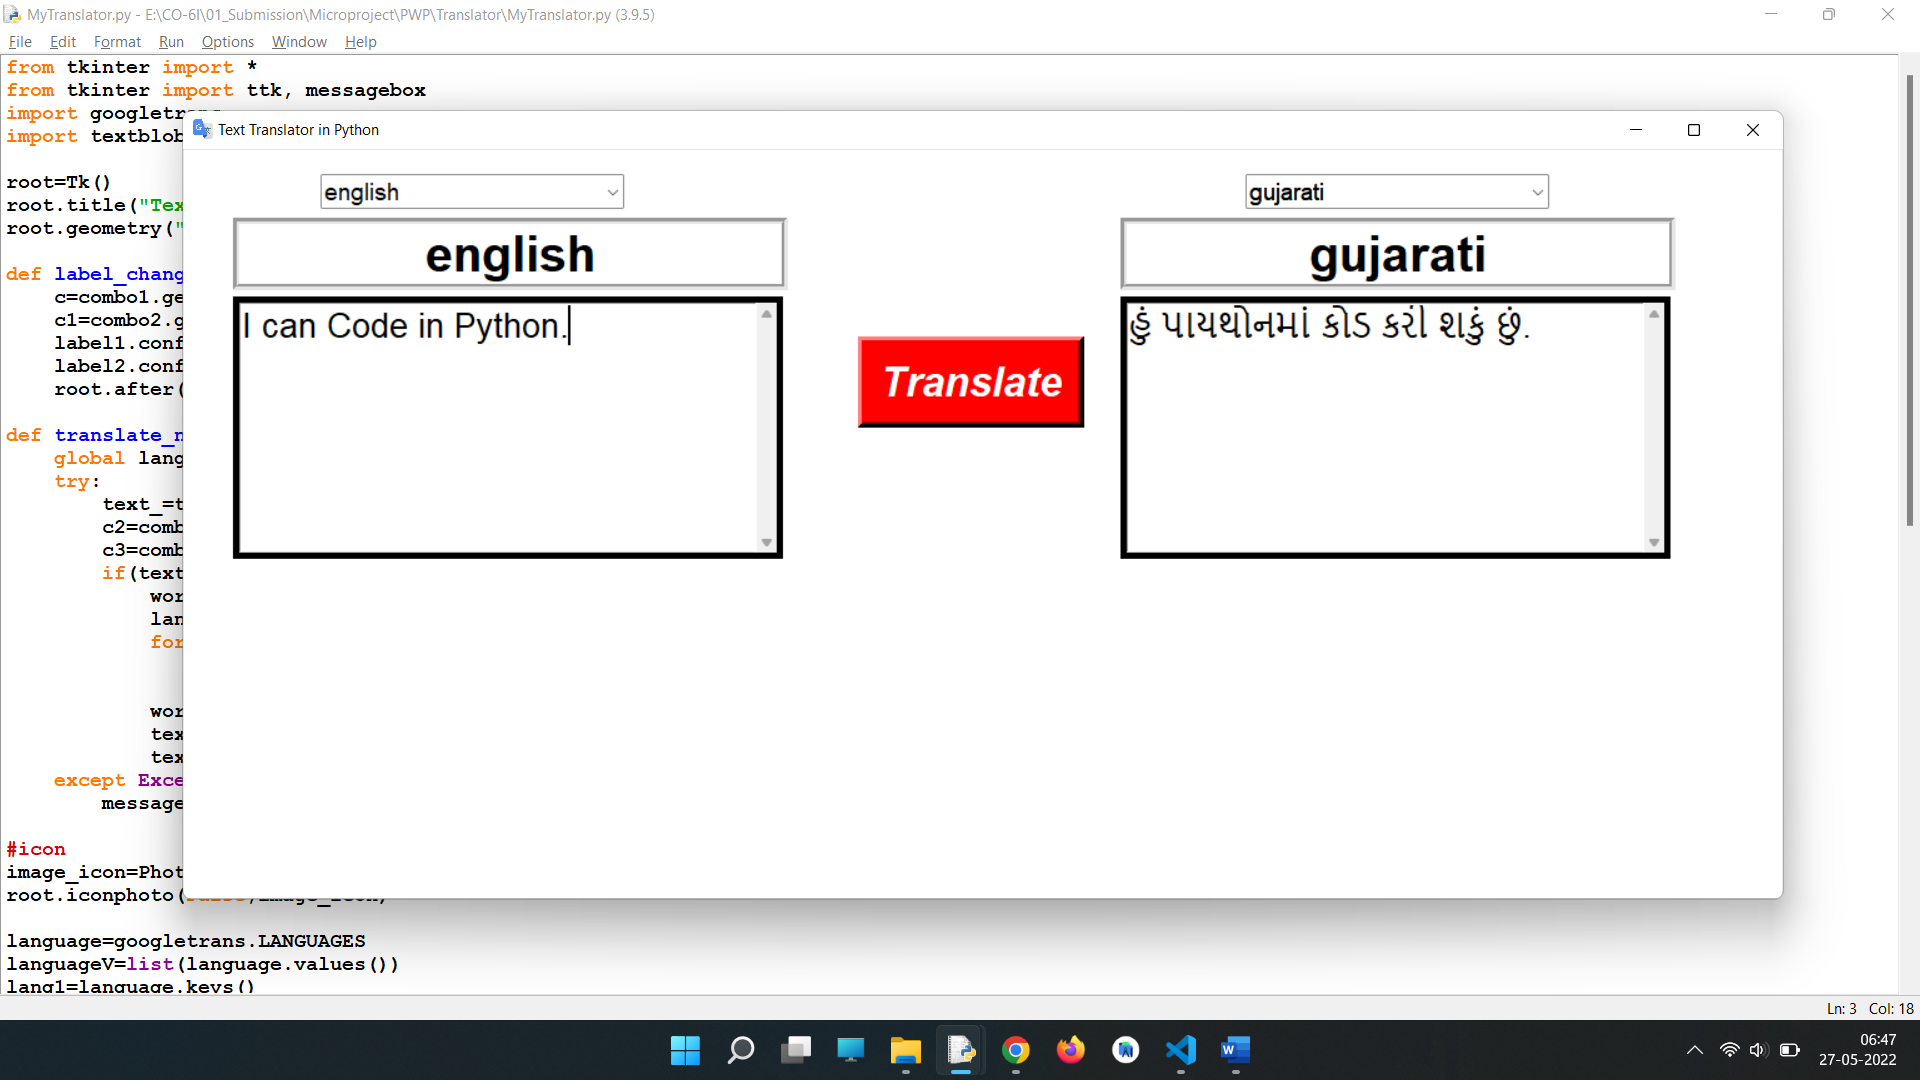 MyTranslator.py - E:\CO-6I\01_Submission\Microproject\PWP\Translator\MyTranslator.py (3.9.5)
File Edit Format Run Options Window Help
from tkinter import *
from tkinter import ttk, messagebox
import googletrans
import textblob
root=Tk()
root.title("Tex
root.geometry("
def label_chang
c=combo1.ge
c1=combo2.g
label1.conf
label2.conf
root.after(
def translate_n
global lang
try:
text_=t
c2=comb
c3=comb
if(text
wor
lan
for
wor
tex
tex
except Exce
message
#icon
image_icon=Phot
root.iconphoto(False,image_icon)
language=googletrans.LANGUAGES
languageV=list(language.values())
lang1=language.keys()
Text Translator in Python
english
gujarati
english
gujarati
I can Code in Python.
Translate
હું પાયથોનમાં કોડ કરી શકું છું.
Ln: 3 Col: 18
06:47
27-05-2022